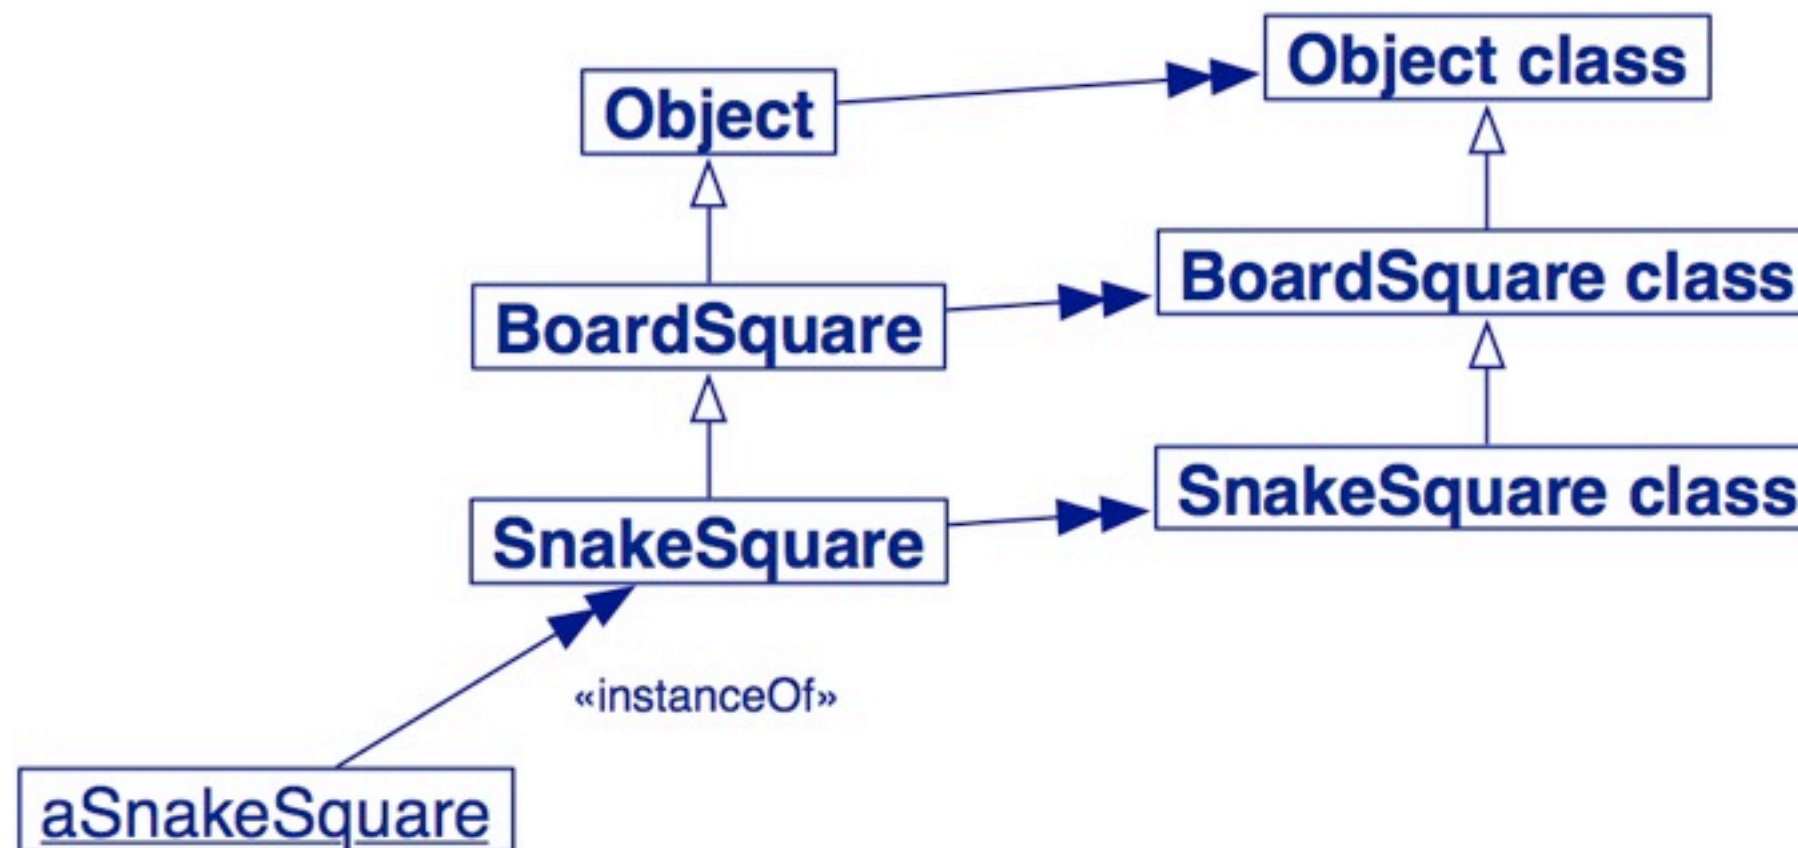 Object class
Object
BoardSquare class
BoardSquare
SnakeSquare class
SnakeSquare
«instanceOf»
aSnakeSquare